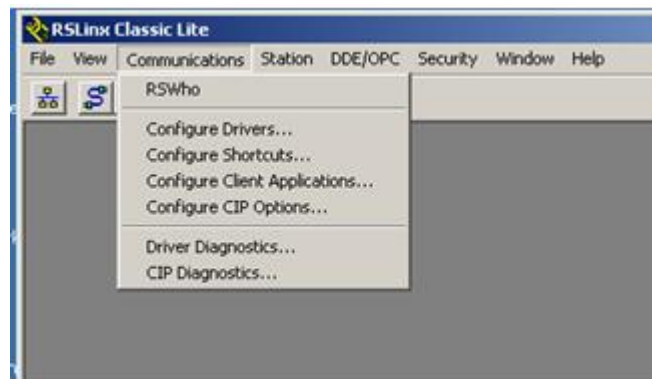 RSLinx Classic Lite
File View Communications Station DDE/OPC Security Window Help
RSWho
Configure Drivers...
Configure Shortcuts...
Configure Client Applications...
Configure CIP Options...
Driver Diagnostics...
CIP Diagnostics...